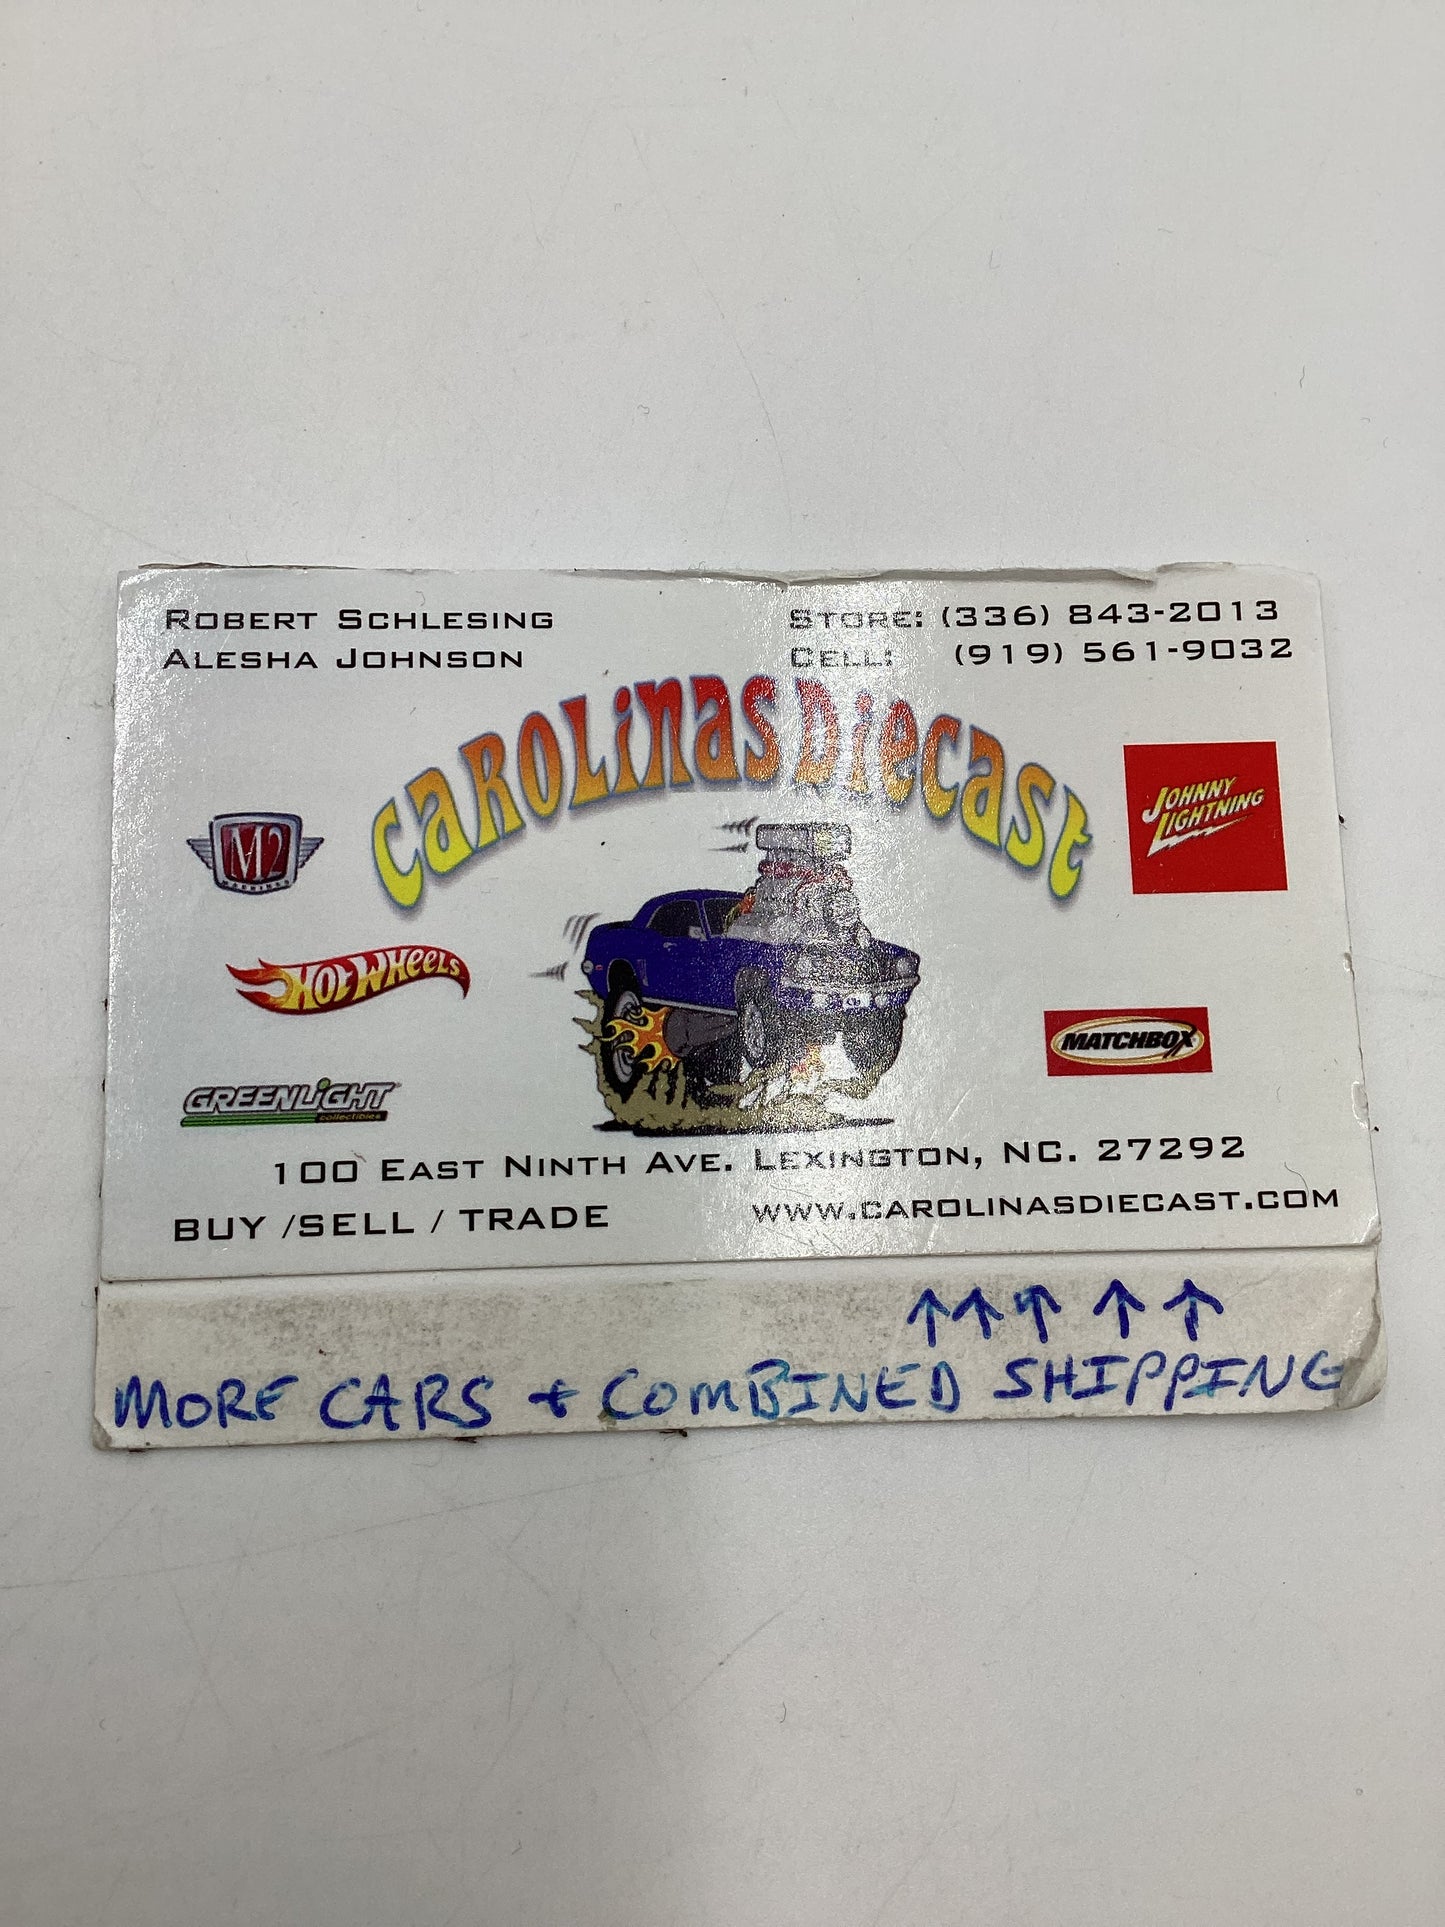 ROBERT SCHLESING
ALESHA JOHNSON
STORE: (336) 843-2013
CELL: (919) 561-9032
CAROLINAS DIECAST
M2
MACHINES
JOHNNY
LIGHTNING
HOT WHEELS
MATCHBOX
GREENLIGHT
collectibles
100 EAST NINTH AVE. LEXINGTON, NC. 27292
BUY /SELL / TRADE
WWW.CAROLINASDIECAST.COM
↑ ↑ ↑ ↑ ↑
MORE CARS + COMBINED SHIPPING